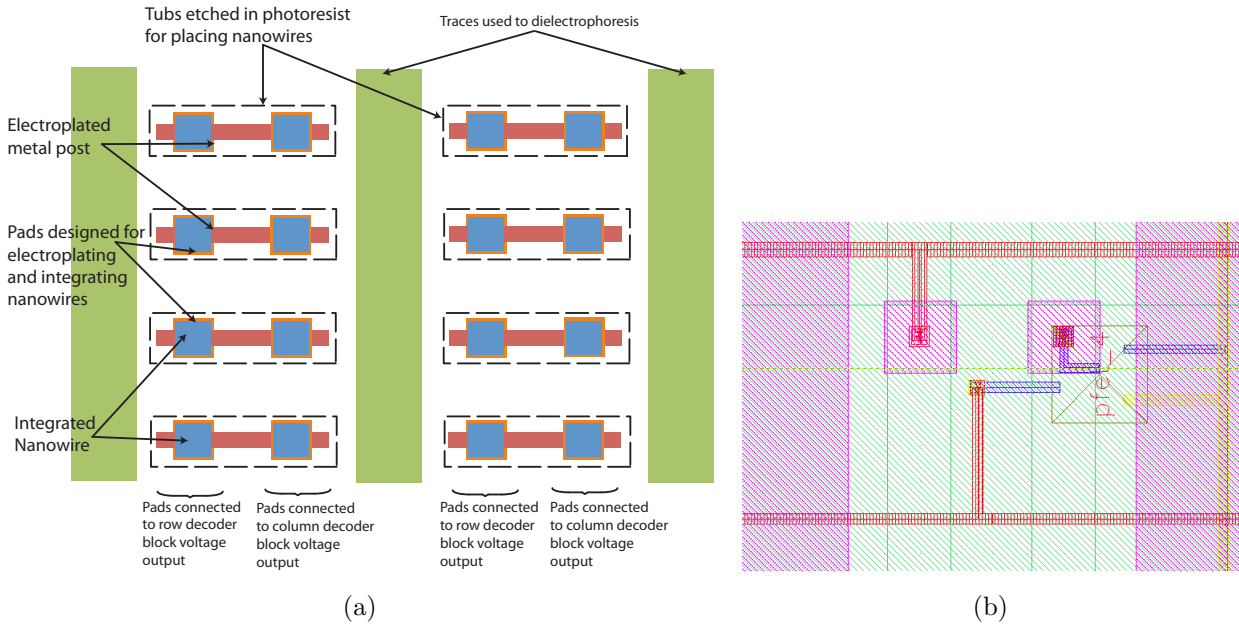 Tubs etched in photoresist
for placing nanowires
Traces used to dielectrophoresis
Electroplated
metal post
Pads designed for
electroplating
and integrating
nanowires
Integrated
Nanowire
Pads connected
to row decoder
block voltage
output
Pads connected
to column decoder
block voltage
output
Pads connected
to row decoder
block voltage
output
Pads connected
to column decoder
block voltage
output
(a)
(b)